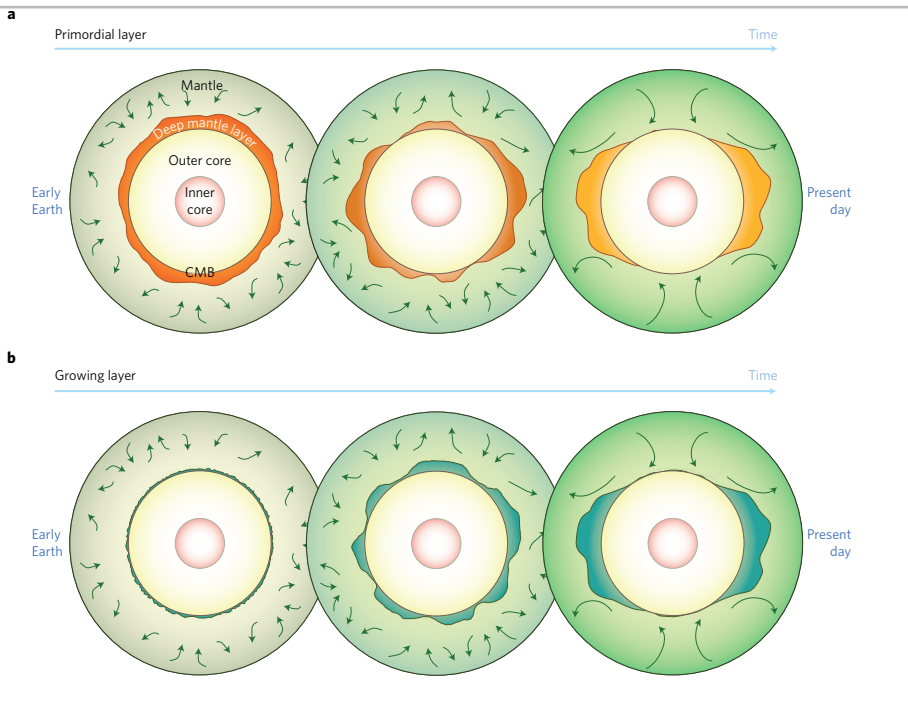 a
Primordial layer
Time
Mantle
Deep mantle layer
Outer core
Inner
core
CMB
Early
Earth
Present
day
b
Growing layer
Time
Early
Earth
Present
day